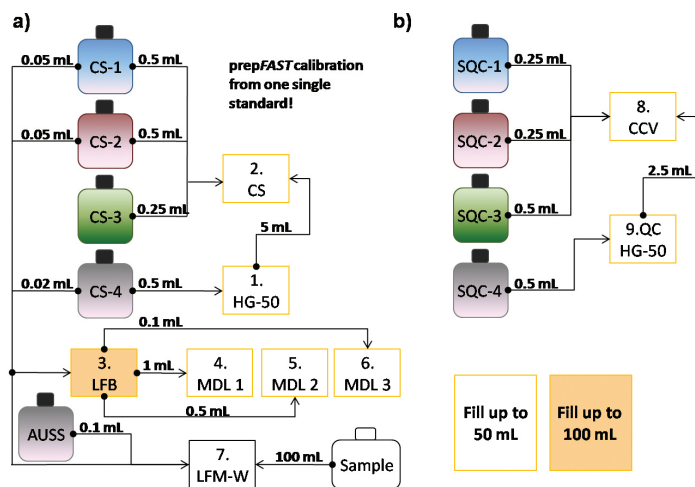 a)
b)
0.05 mL
CS-1
0.5 mL
prepFAST calibration
from one single
standard!
SQC-1
0.25 mL
8.
CCV
0.05 mL
CS-2
0.5 mL
SQC-2
0.25 mL
2.
CS
2.5 mL
CS-3
0.25 mL
SQC-3
0.5 mL
5 mL
9.QC
HG-50
0.02 mL
CS-4
0.5 mL
1.
HG-50
SQC-4
0.5 mL
0.1 mL
3.
LFB
1 mL
4.
MDL 1
5.
MDL 2
6.
MDL 3
0.5 mL
AUSS
0.1 mL
7.
LFM-W
100 mL
Sample
Fill up to
50 mL
Fill up to
100 mL